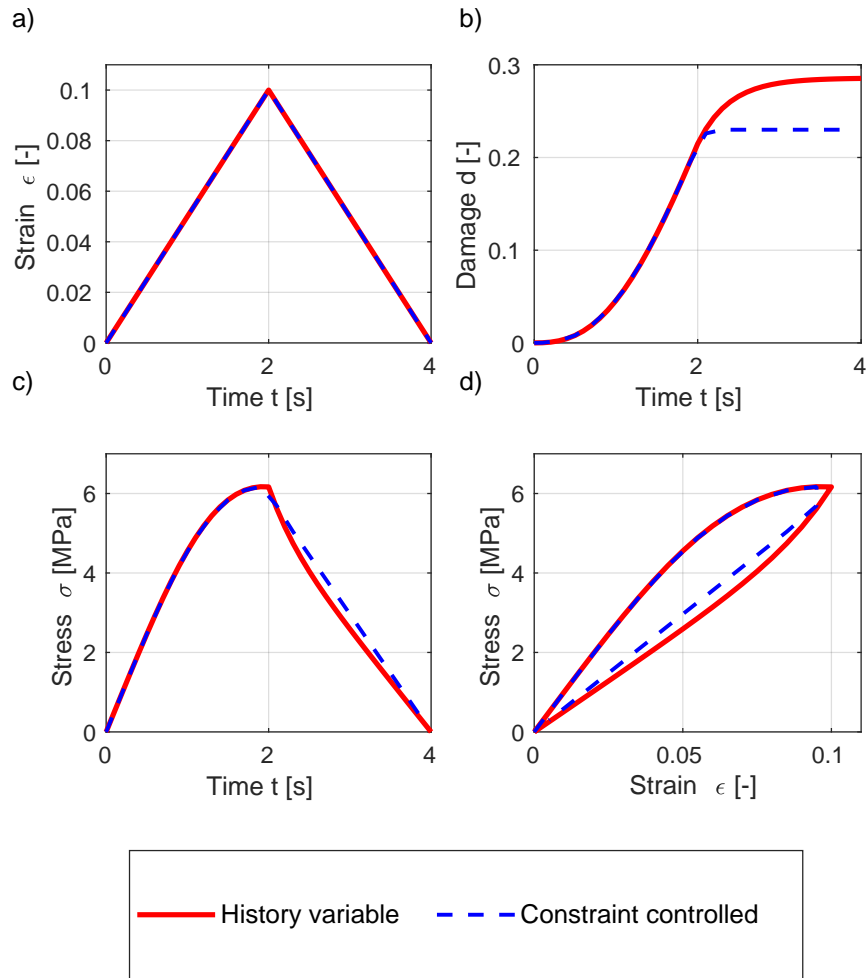 a)
0.1
0.08
0.06
0.04
0.02
0
0
2
4
Strain ϵ [-]
Time t [s]
b)
0.3
0.2
0.1
0
0
2
4
Damage d [-]
Time t [s]
c)
6
4
2
0
0
2
4
Stress σ [MPa]
Time t [s]
d)
6
4
2
0
0
0.05
0.1
Stress σ [MPa]
Strain ϵ [-]
History variable
Constraint controlled